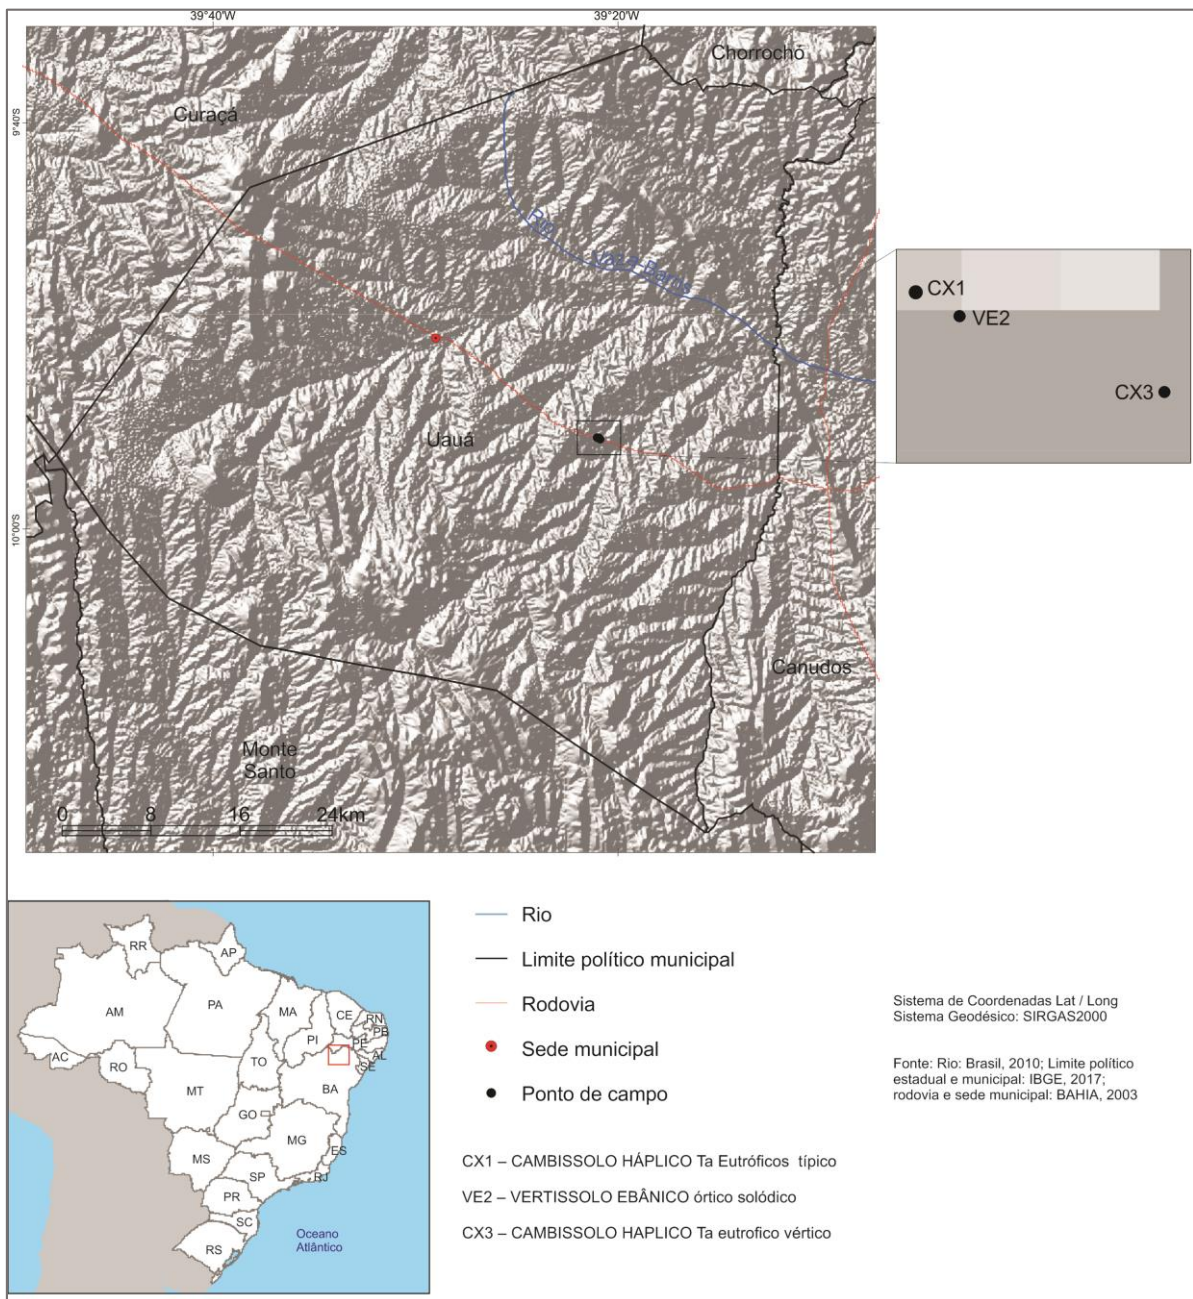 39°40'W
39°20'W
Chorrochó
Curaçá
9°40'S
Rio
Vaza-Barris
CX1
VE2
CX3
Uauá
10°00'S
Canudos
Monte
Santo
0 8 16 24km
RR
AP
AM
PA
MA
CE
RN
PB
PI
PE
AL
SE
AC
RO
TO
BA
MT
GO
MG
ES
MS
SP
RJ
PR
SC
RS
Oceano
Atlântico
Rio
Limite político municipal
Rodovia
Sede municipal
Ponto de campo
Sistema de Coordenadas Lat / Long
Sistema Geodésico: SIRGAS2000
Fonte: Rio: Brasil, 2010; Limite político
estadual e municipal: IBGE, 2017;
rodovia e sede municipal: BAHIA, 2003
CX1 – CAMBISSOLO HÁPLICO Ta Eutróficos típico
VE2 – VERTISSOLO EBÂNICO órtico solódico
CX3 – CAMBISSOLO HAPLICO Ta eutrofico vértico